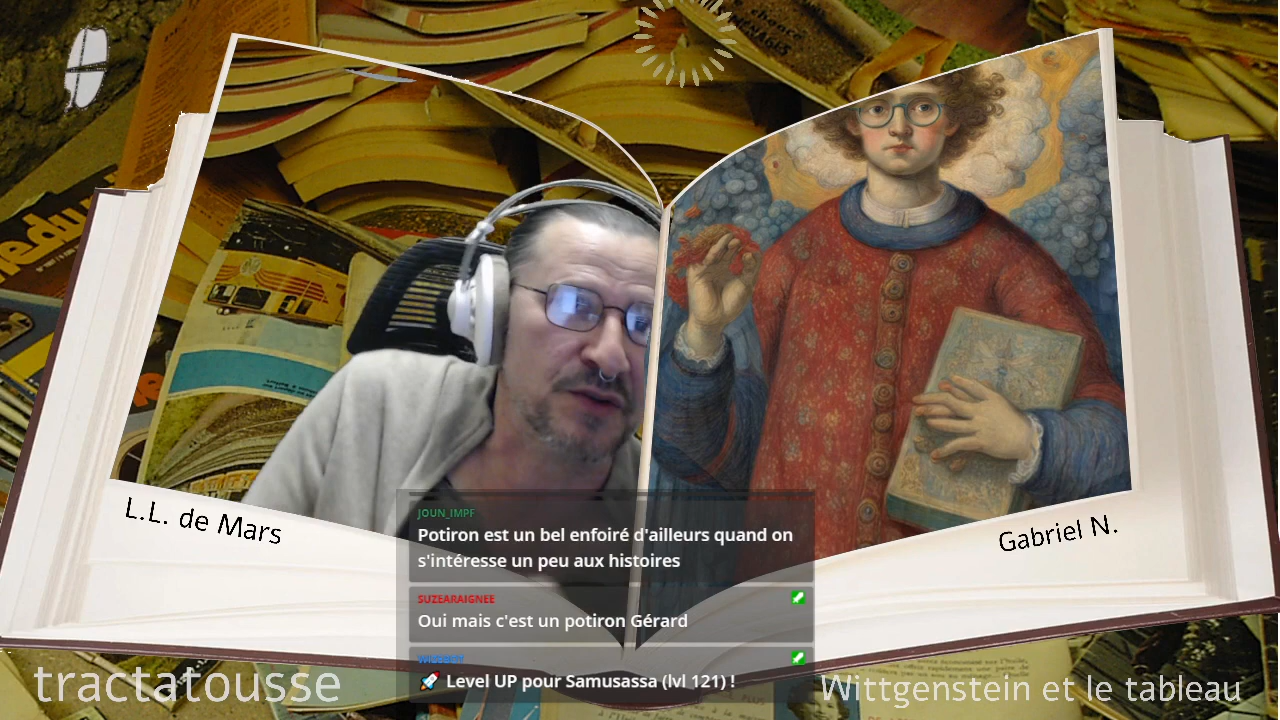 L.L. de Mars
Gabriel N.
JOUN_IMPF
Potiron est un bel enfoiré d'ailleurs quand on
s'intéresse un peu aux histoires
SUZEARAIGNEE
Oui mais c'est un potiron Gérard
WIZEBOT
🚀 Level UP pour Samusassa (lvl 121) !
tractatousse
Wittgenstein et le tableau